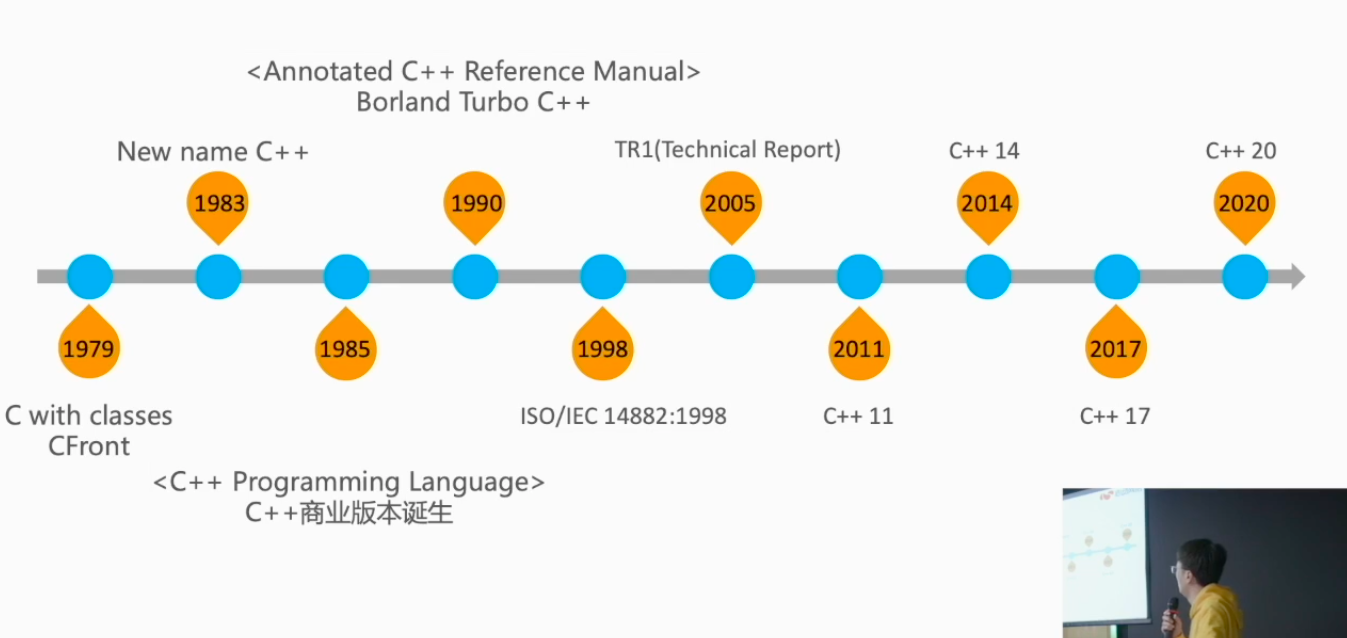 <Annotated C++ Reference Manual>
Borland Turbo C++
New name C++
TR1(Technical Report)
C++ 14
C++ 20
1983
1990
2005
2014
2020
1979
1985
1998
2011
2017
C with classes
CFront
ISO/IEC 14882:1998
C++ 11
C++ 17
<C++ Programming Language>
C++商业版本诞生